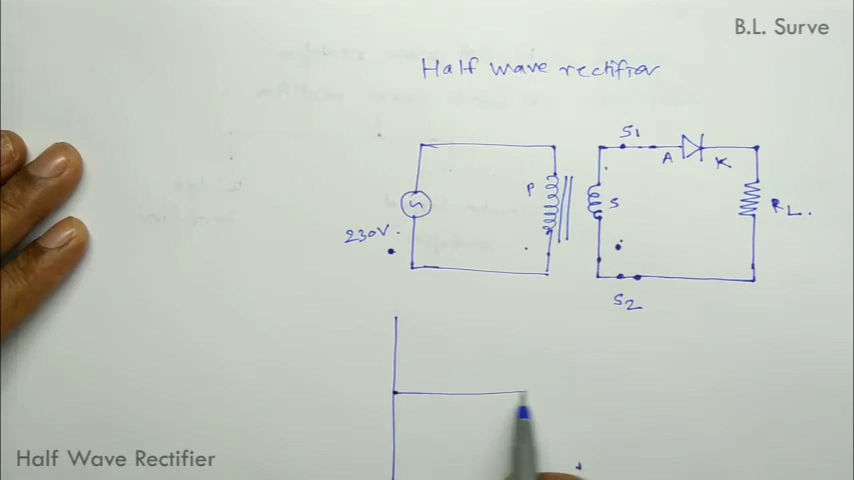 B.L. Surve
Half wave rectifier
S1
A
K
P
S
RL.
230V.
S2
Half Wave Rectifier